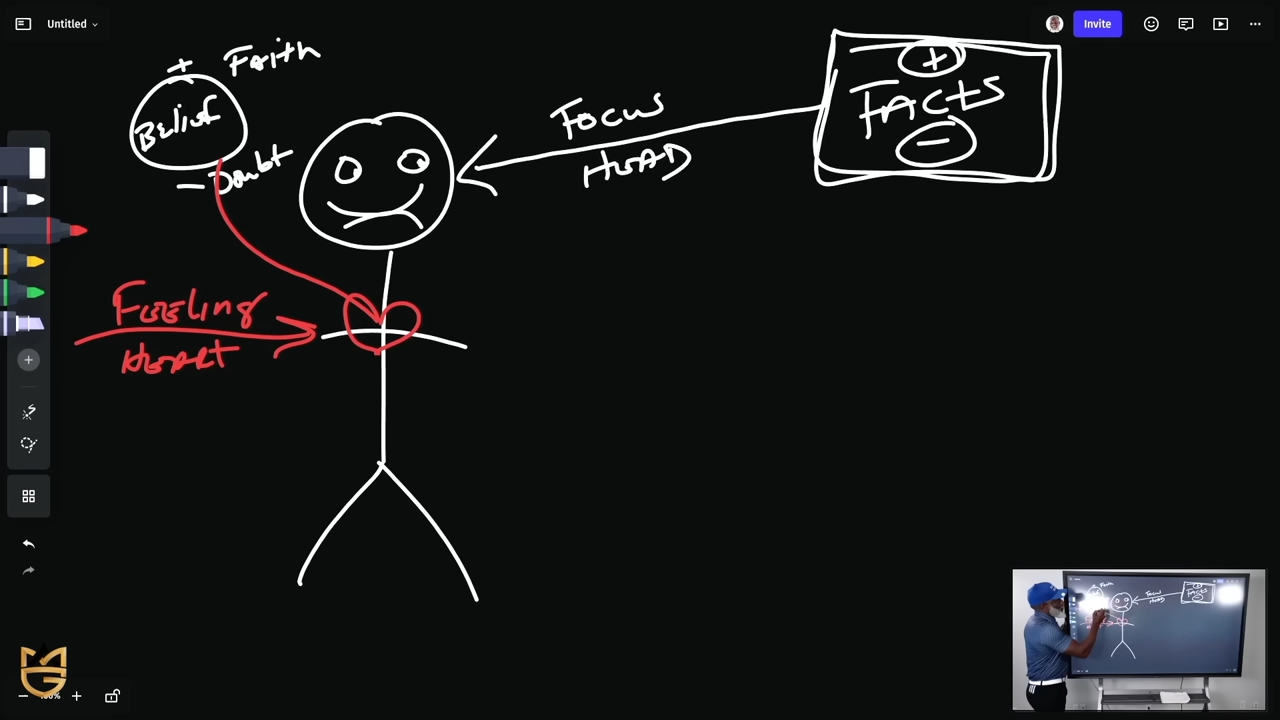 Untitled
Invite
+ Faith
Belief
- Doubt
Focus
HEAD
+
FACTS
-
Feeling
HEART